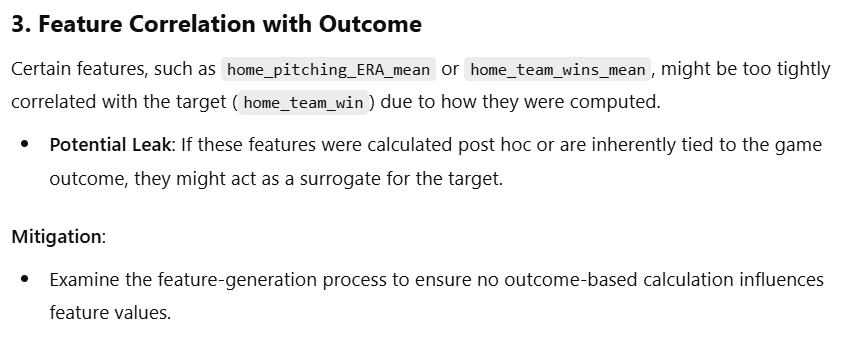 3. Feature Correlation with Outcome
Certain features, such as home_pitching_ERA_mean or home_team_wins_mean, might be too tightly
correlated with the target (home_team_win) due to how they were computed.
• Potential Leak: If these features were calculated post hoc or are inherently tied to the game
outcome, they might act as a surrogate for the target.
Mitigation:
• Examine the feature-generation process to ensure no outcome-based calculation influences
feature values.